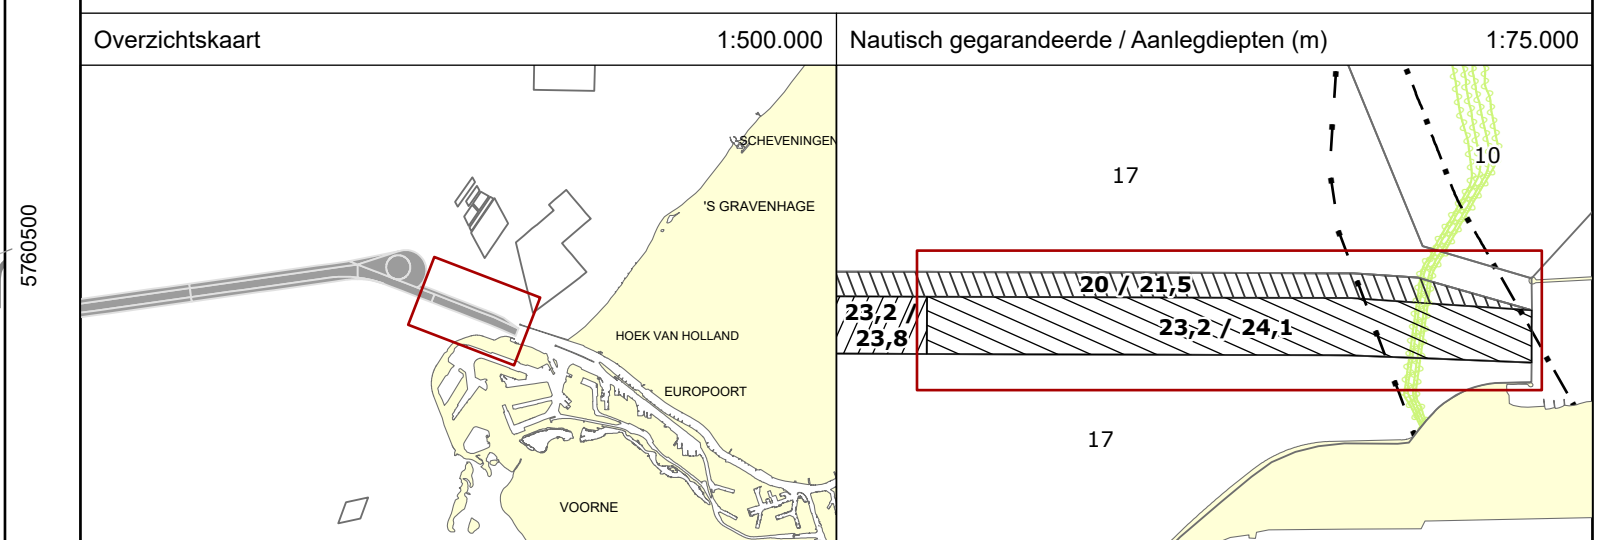 Overzichtskaart 1:500.000
Nautisch gegarandeerde / Aanlegdiepten (m) 1:75.000
5760500
SCHEVENINGEN
'S GRAVENHAGE
HOEK VAN HOLLAND
EUROPOORT
VOORNE
10
17
20 / 21,5
23,2 /
23,8
23,2 / 24,1
17